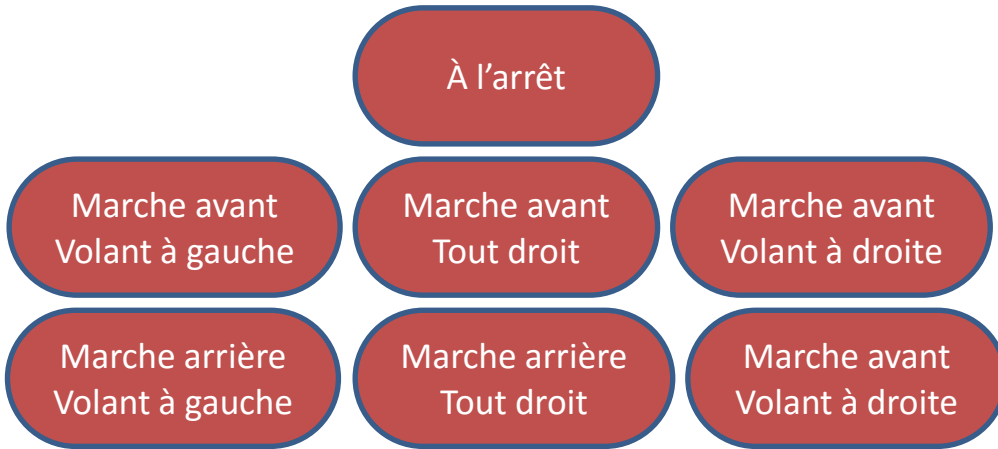 À l’arrêt
Marche avant
Volant à gauche
Marche avant
Tout droit
Marche avant
Volant à droite
Marche arrière
Volant à gauche
Marche arrière
Tout droit
Marche avant
Volant à droite